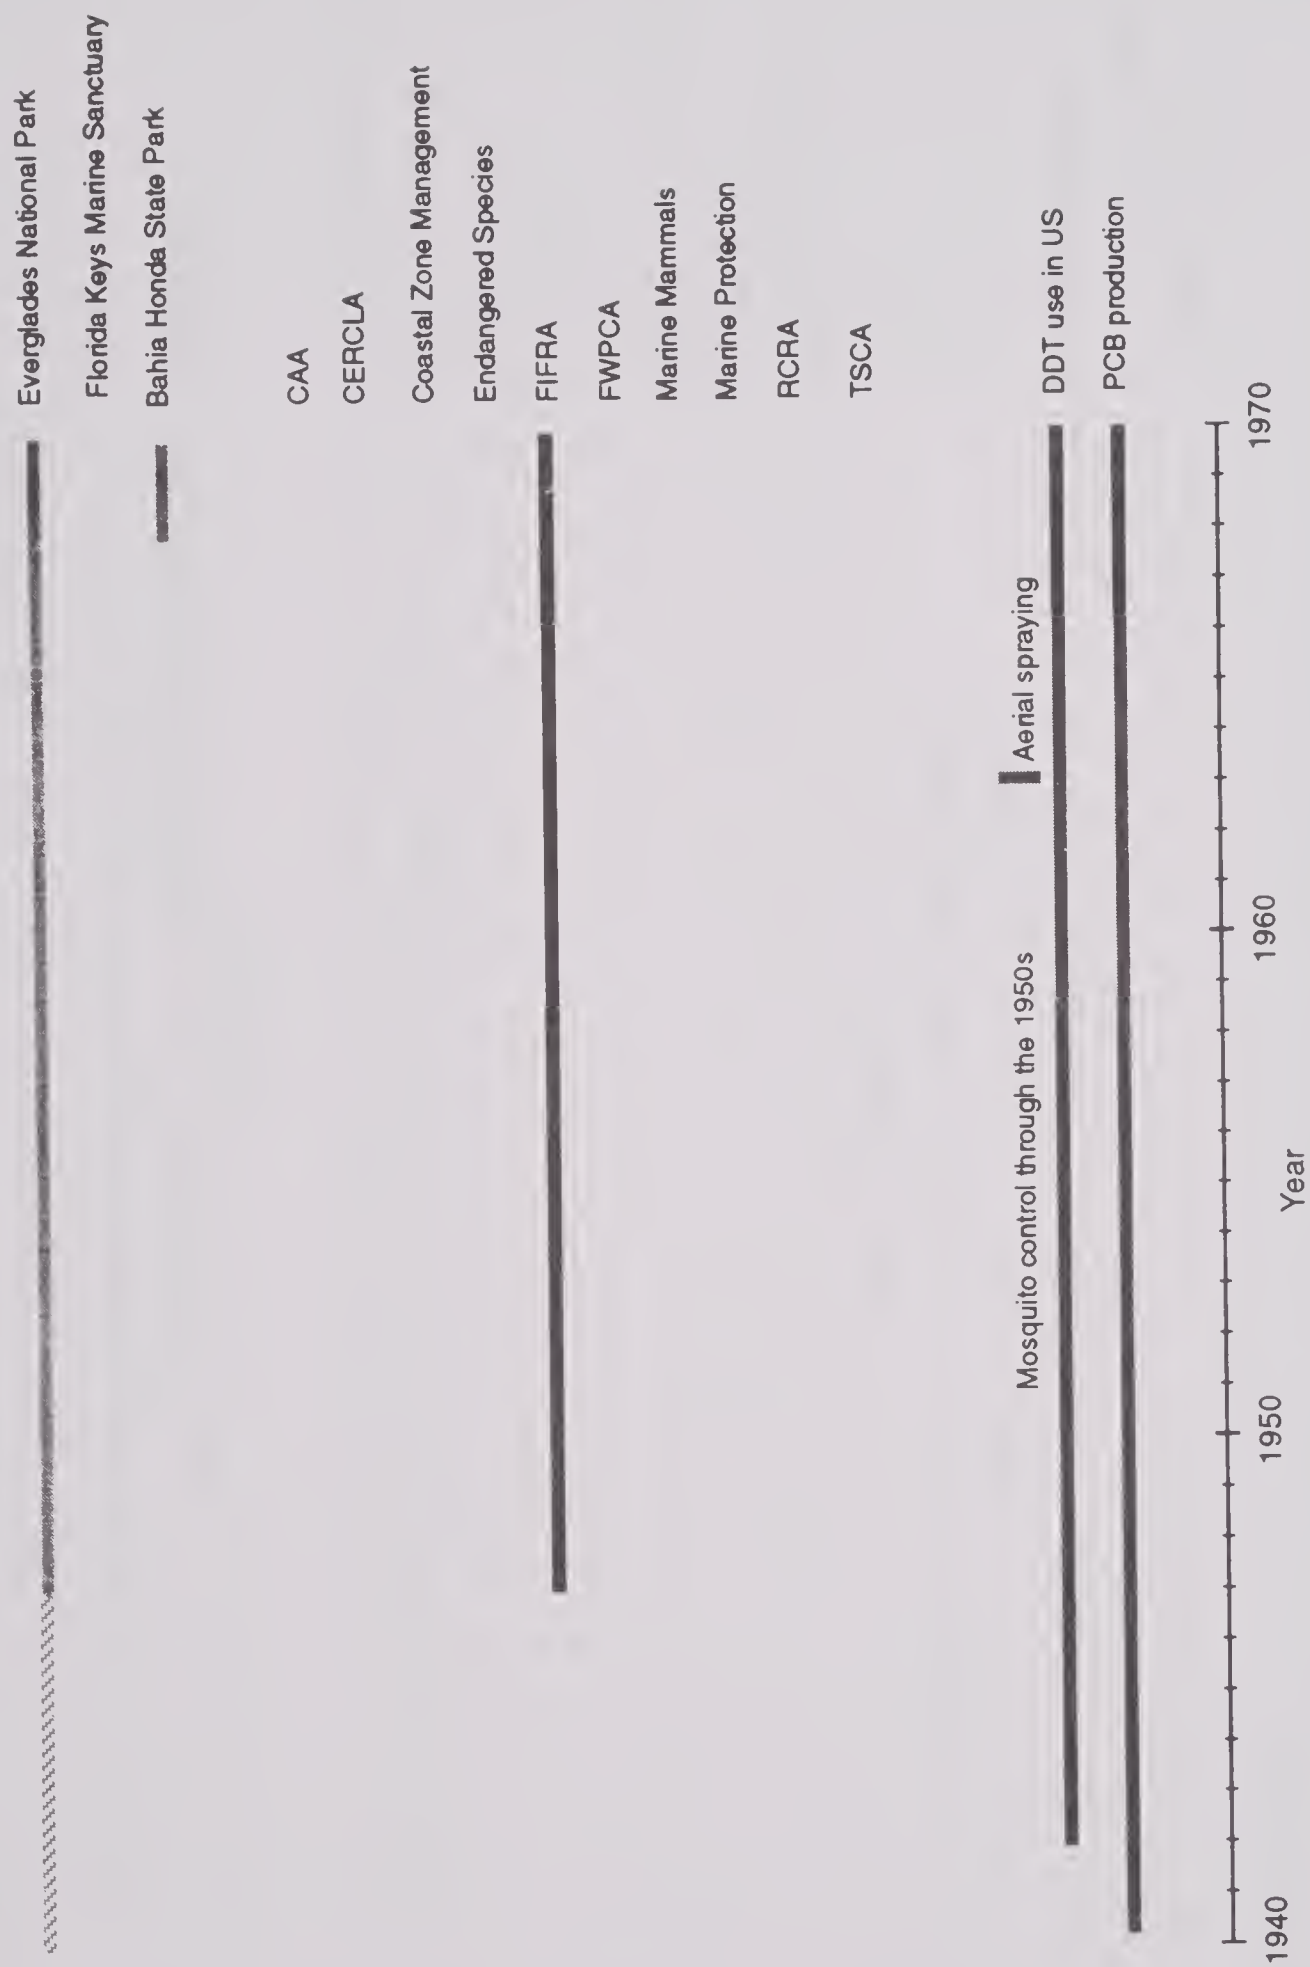 Everglades National Park
Florida Keys Marine Sanctuary
Bahia Honda State Park
CAA
CERCLA
Coastal Zone Management
Endangered Species
FIFRA
FWPCA
Marine Mammals
Marine Protection
RCRA
TSCA
Mosquito control through the 1950s
Aerial spraying
DDT use in US
PCB production
1940
1950
1960
1970
Year